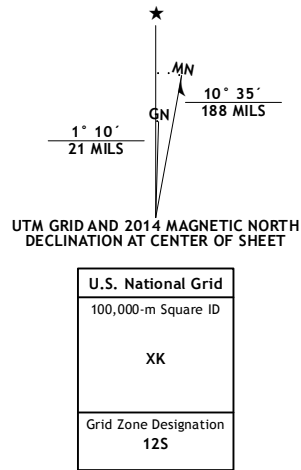 ★
MN
GN
10° 35´
188 MILS
1° 10´
21 MILS
UTM GRID AND 2014 MAGNETIC NORTH
DECLINATION AT CENTER OF SHEET
U.S. National Grid
100,000-m Square ID
XK
Grid Zone Designation
12S